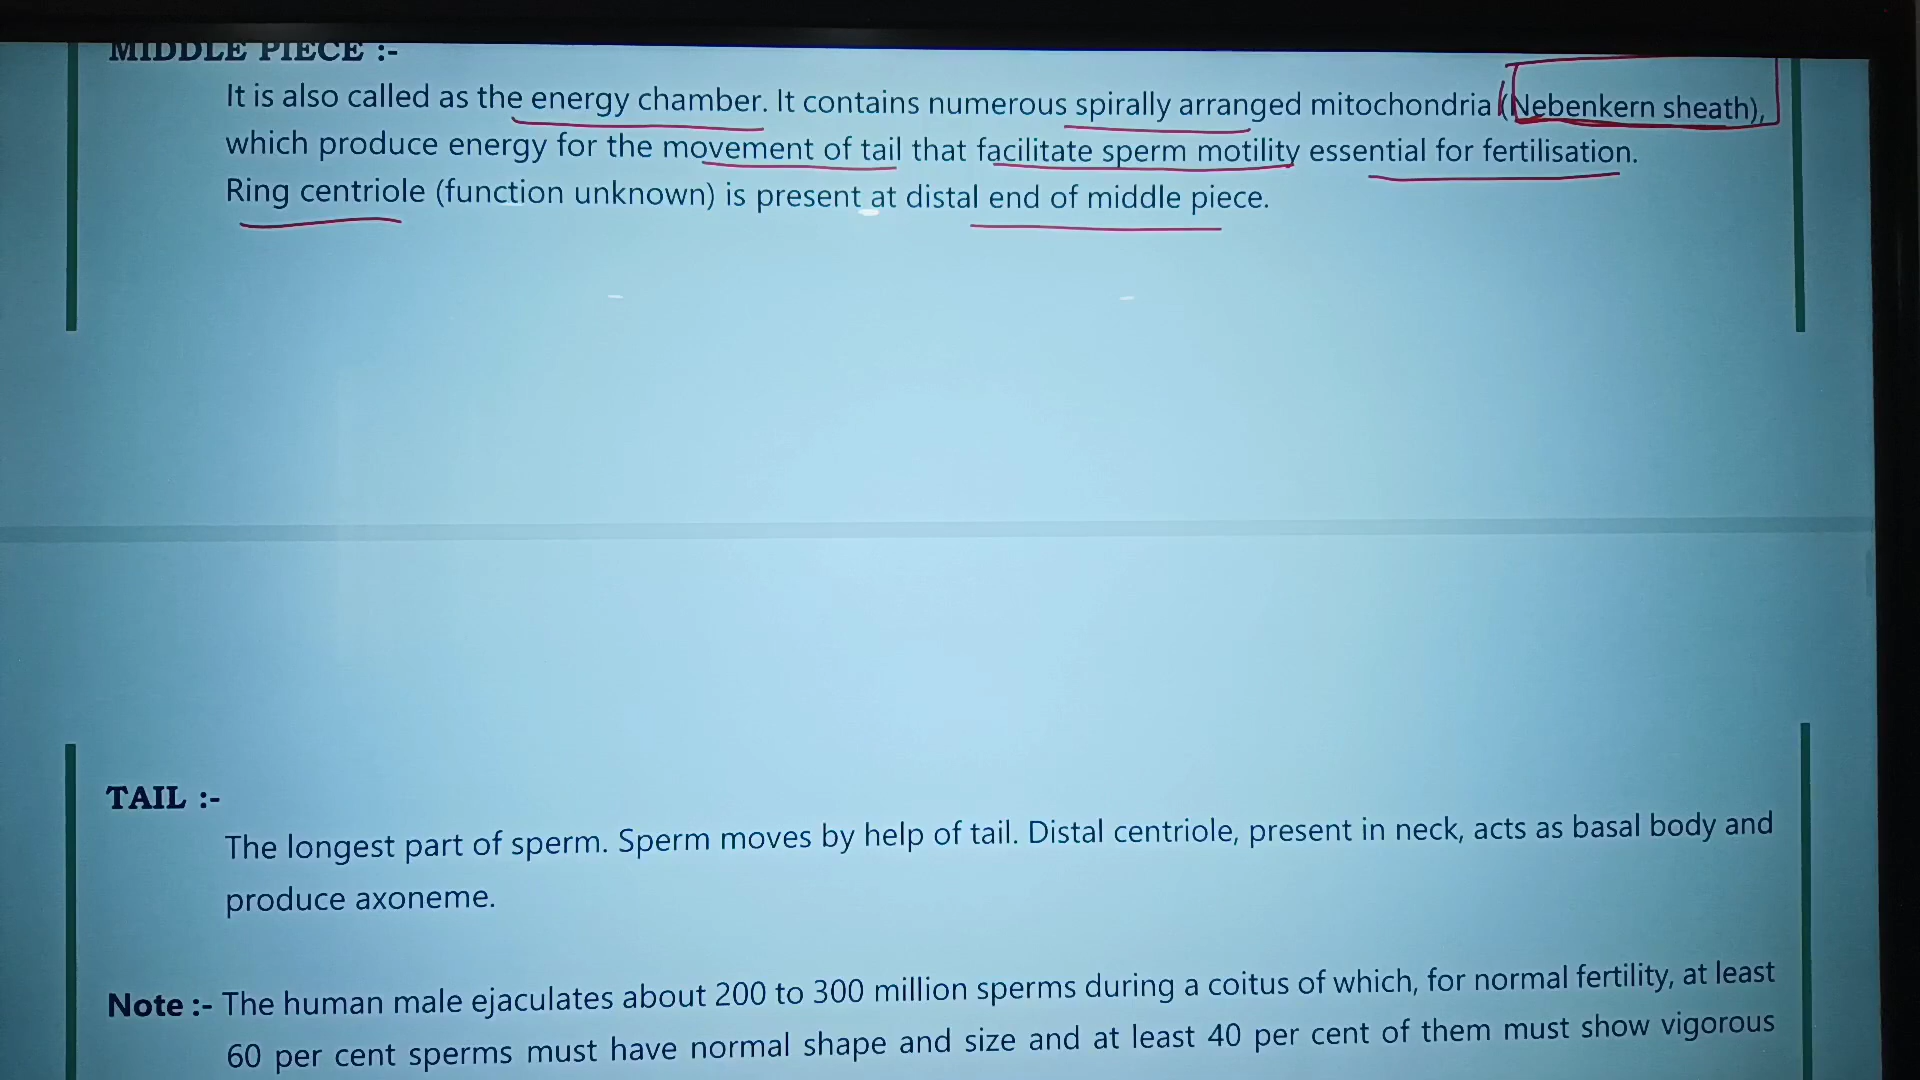 MIDDLE PIECE :-
It is also called as the energy chamber. It contains numerous spirally arranged mitochondria (Nebenkern sheath),
which produce energy for the movement of tail that facilitate sperm motility essential for fertilisation.
Ring centriole (function unknown) is present at distal end of middle piece.
TAIL :-
The longest part of sperm. Sperm moves by help of tail. Distal centriole, present in neck, acts as basal body and
produce axoneme.
Note :- The human male ejaculates about 200 to 300 million sperms during a coitus of which, for normal fertility, at least
60 per cent sperms must have normal shape and size and at least 40 per cent of them must show vigorous